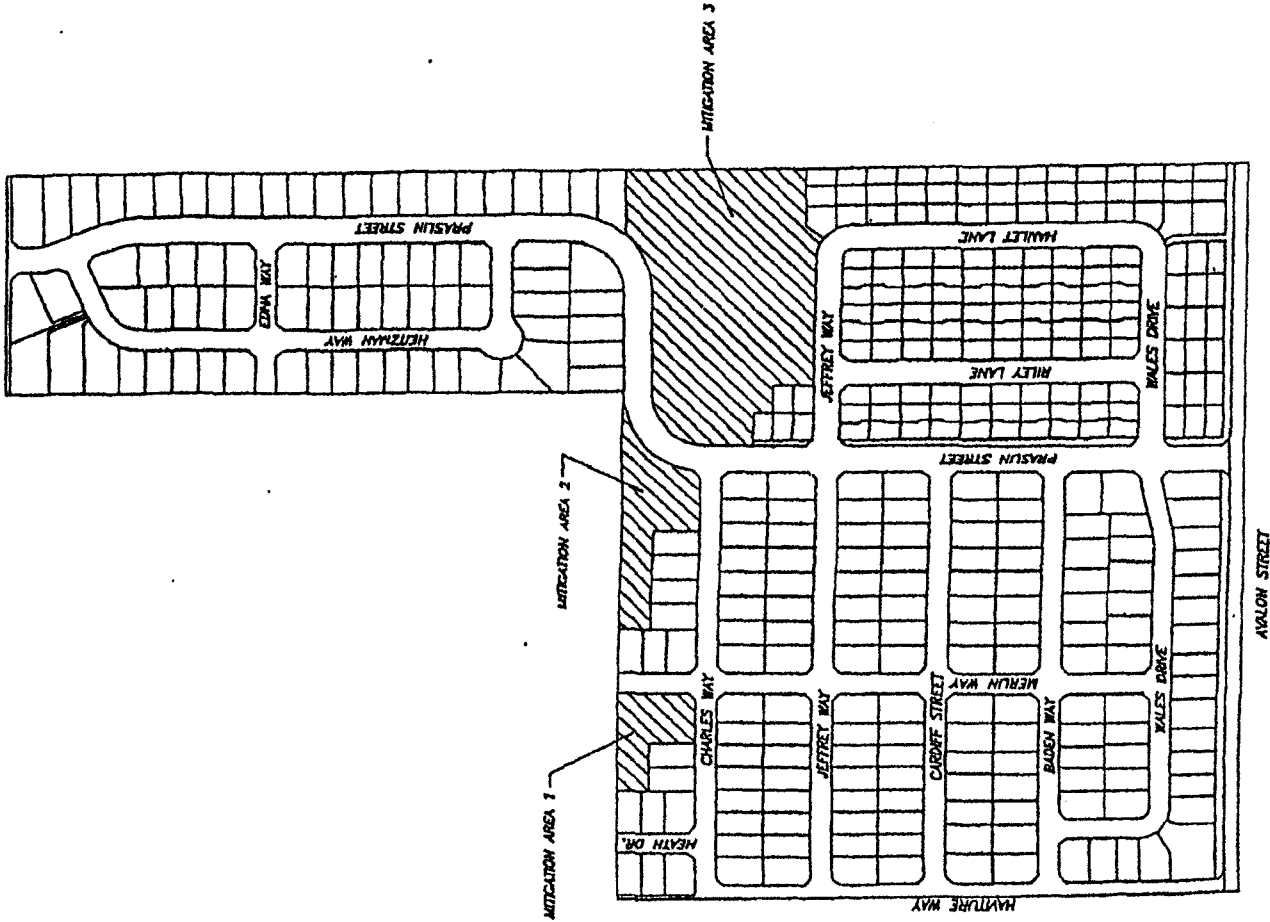 MITIGATION AREA 3
PRASLIN STREET
EDNA WAY
HEITZMAN WAY
JEFFREY WAY
HAMLET LANE
RILEY LANE
WALES DRIVE
PRASLIN STREET
MITIGATION AREA 2
CHARLES WAY
JEFFREY WAY
CARDIFF STREET
MERLIN WAY
BADEN WAY
WALES DRIVE
AVALON STREET
MITIGATION AREA 1
HEATH DR.